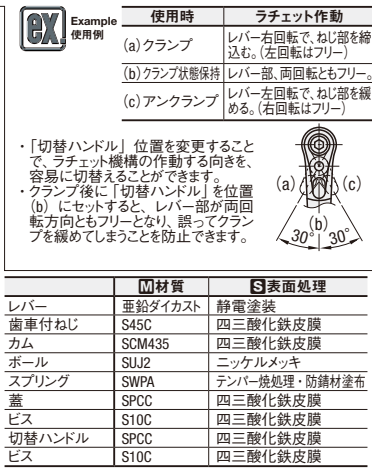 EX Example
使用例
使用時 ラチェット作動
(a)クランプ レバー右回転で、ねじ部を締
込む。(左回転はフリー)
(b)クランプ状態保持 レバー部、両回転ともフリー。
(c)アンクランプ レバー左回転で、ねじ部を緩
める。(右回転はフリー)
・「切替ハンドル」位置を変更すること
で、ラチェット機構の作動する向きを、
容易に切替えることができます。
・クランプ後に「切替ハンドル」を位置
(b)にセットすると、レバー部が両回
転方向ともフリーとなり、誤ってクラン
プを緩めてしまうことを防止できます。
(a) (c)
(b)
30° 30°
M材質 S表面処理
レバー 亜鉛ダイカスト 静電塗装
歯車付ねじ S45C 四三酸化鉄皮膜
カム SCM435 四三酸化鉄皮膜
ボール SUJ2 ニッケルメッキ
スプリング SWPA テンパー焼処理・防錆材塗布
蓋 SPCC 四三酸化鉄皮膜
ビス S10C 四三酸化鉄皮膜
切替ハンドル SPCC 四三酸化鉄皮膜
ビス S10C 四三酸化鉄皮膜